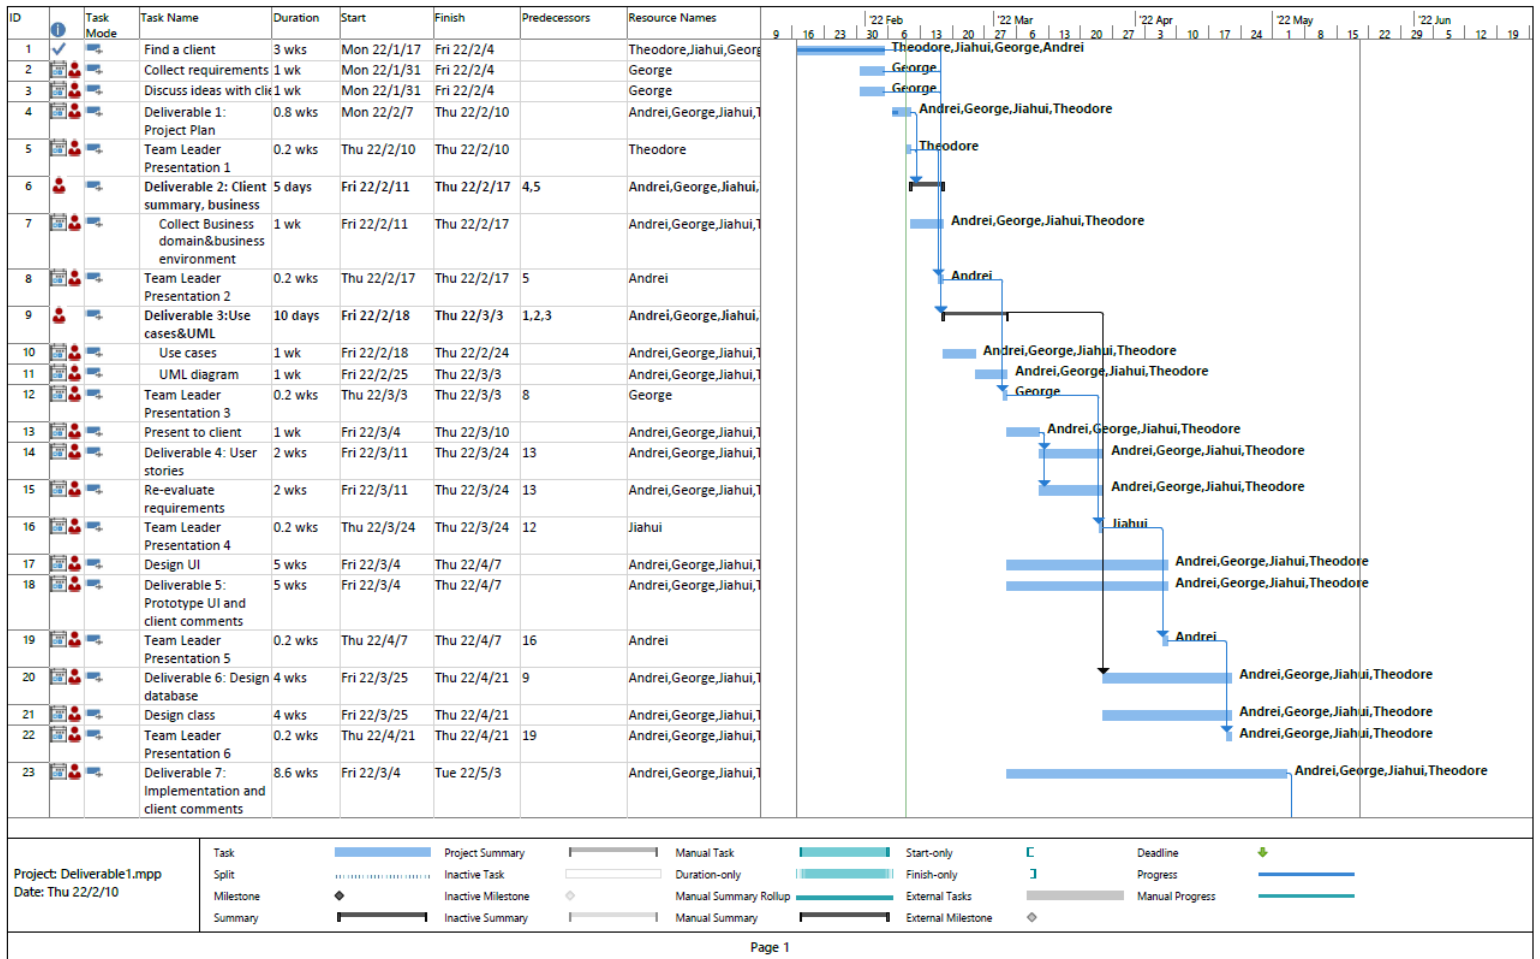 ID Task Mode Task Name Duration Start Finish Predecessors Resource Names
'22 Feb '22 Mar '22 Apr '22 May '22 Jun
9 16 23 30 6 13 20 27 6 13 20 27 3 10 17 24 1 8 15 22 29 5 12 19
1 Find a client 3 wks Mon 22/1/17 Fri 22/2/4 Theodore,Jiahui,Georg Theodore,Jiahui,George,Andrei
2 Collect requirements 1 wk Mon 22/1/31 Fri 22/2/4 George George
3 Discuss ideas with clie 1 wk Mon 22/1/31 Fri 22/2/4 George George
4 Deliverable 1: 0.8 wks Mon 22/2/7 Thu 22/2/10 Andrei,George,Jiahui,T Andrei,George,Jiahui,Theodore
Project Plan
5 Team Leader 0.2 wks Thu 22/2/10 Thu 22/2/10 Theodore Theodore
Presentation 1
6 Deliverable 2: Client 5 days Fri 22/2/11 Thu 22/2/17 4,5 Andrei,George,Jiahui,
summary, business
7 Collect Business 1 wk Fri 22/2/11 Thu 22/2/17 Andrei,George,Jiahui,T Andrei,George,Jiahui,Theodore
domain&business
environment
8 Team Leader 0.2 wks Thu 22/2/17 Thu 22/2/17 5 Andrei Andrei
Presentation 2
9 Deliverable 3:Use 10 days Fri 22/2/18 Thu 22/3/3 1,2,3 Andrei,George,Jiahui,
cases&UML
10 Use cases 1 wk Fri 22/2/18 Thu 22/2/24 Andrei,George,Jiahui,T Andrei,George,Jiahui,Theodore
11 UML diagram 1 wk Fri 22/2/25 Thu 22/3/3 Andrei,George,Jiahui,T Andrei,George,Jiahui,Theodore
12 Team Leader 0.2 wks Thu 22/3/3 Thu 22/3/3 8 George George
Presentation 3
13 Present to client 1 wk Fri 22/3/4 Thu 22/3/10 Andrei,George,Jiahui,T Andrei,George,Jiahui,Theodore
14 Deliverable 4: User 2 wks Fri 22/3/11 Thu 22/3/24 13 Andrei,George,Jiahui,T Andrei,George,Jiahui,Theodore
stories
15 Re-evaluate 2 wks Fri 22/3/11 Thu 22/3/24 13 Andrei,George,Jiahui,T Andrei,George,Jiahui,Theodore
requirements
16 Team Leader 0.2 wks Thu 22/3/24 Thu 22/3/24 12 Jiahui Jiahui
Presentation 4
17 Design UI 5 wks Fri 22/3/4 Thu 22/4/7 Andrei,George,Jiahui,T Andrei,George,Jiahui,Theodore
18 Deliverable 5: 5 wks Fri 22/3/4 Thu 22/4/7 Andrei,George,Jiahui,T Andrei,George,Jiahui,Theodore
Prototype UI and
client comments
19 Team Leader 0.2 wks Thu 22/4/7 Thu 22/4/7 16 Andrei Andrei
Presentation 5
20 Deliverable 6: Design 4 wks Fri 22/3/25 Thu 22/4/21 9 Andrei,George,Jiahui,T Andrei,George,Jiahui,Theodore
database
21 Design class 4 wks Fri 22/3/25 Thu 22/4/21 Andrei,George,Jiahui,T Andrei,George,Jiahui,Theodore
22 Team Leader 0.2 wks Thu 22/4/21 Thu 22/4/21 19 Andrei,George,Jiahui,T Andrei,George,Jiahui,Theodore
Presentation 6
23 Deliverable 7: 8.6 wks Fri 22/3/4 Tue 22/5/3 Andrei,George,Jiahui,T Andrei,George,Jiahui,Theodore
Implementation and
client comments
Project: Deliverable1.mpp
Date: Thu 22/2/10
Task Project Summary Manual Task Start-only Deadline
Split Inactive Task Duration-only Finish-only Progress
Milestone Inactive Milestone Manual Summary Rollup External Tasks Manual Progress
Summary Inactive Summary Manual Summary External Milestone
Page 1